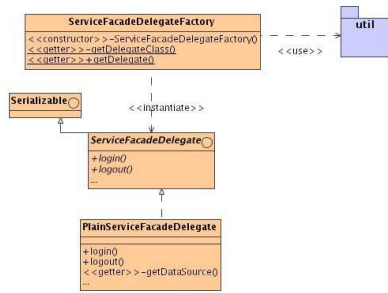 ServiceFacadeDelegateFactory
<<constructor>>-ServiceFacadeDelegateFactory()
<<getter>>-getDelegateClass()
<<getter>>+getDelegate()
util
<<use>>
<<instantiate>>
Serializable
ServiceFacadeDelegate
+login()
+logout()
...
PlainServiceFacadeDelegate
+login()
+logout()
<<getter>>-getDataSource()
...